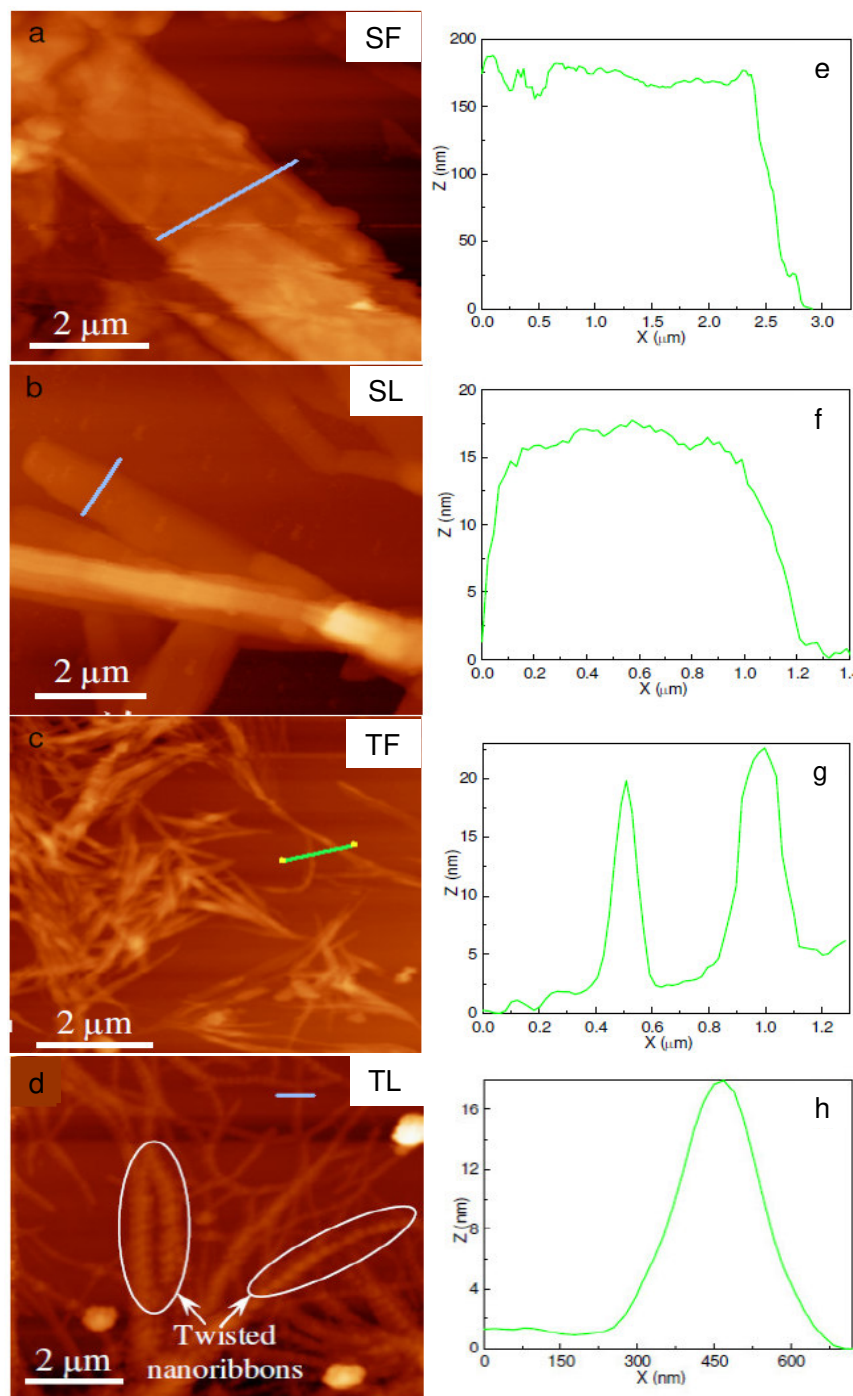 a
SF
2 μm
200
150
100
50
0
Z (nm)
e
0.0 0.5 1.0 1.5 2.0 2.5 3.0
X (μm)
b
SL
2 μm
20
15
10
5
0
Z (nm)
f
0.0 0.2 0.4 0.6 0.8 1.0 1.2 1.4
X (μm)
c
TF
2 μm
20
15
10
5
0
Z (nm)
g
0.0 0.2 0.4 0.6 0.8 1.0 1.2
X (μm)
d
TL
Twisted
nanoribbons
2 μm
16
12
8
4
0
Z (nm)
h
0 150 300 450 600
X (nm)